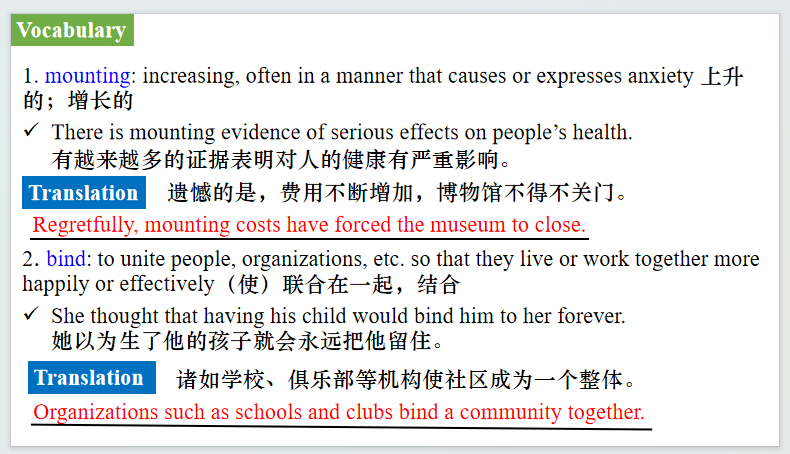 Vocabulary
1. mounting: increasing, often in a manner that causes or expresses anxiety 上升
的；增长的
✓ There is mounting evidence of serious effects on people's health.
有越来越多的证据表明对人的健康有严重影响。
Translation 遗憾的是，费用不断增加，博物馆不得不关门。
Regretfully, mounting costs have forced the museum to close.
2. bind: to unite people, organizations, etc. so that they live or work together more
happily or effectively（使）联合在一起，结合
✓ She thought that having his child would bind him to her forever.
她以为生了他的孩子就会永远把他留住。
Translation 诸如学校、俱乐部等机构使社区成为一个整体。
Organizations such as schools and clubs bind a community together.